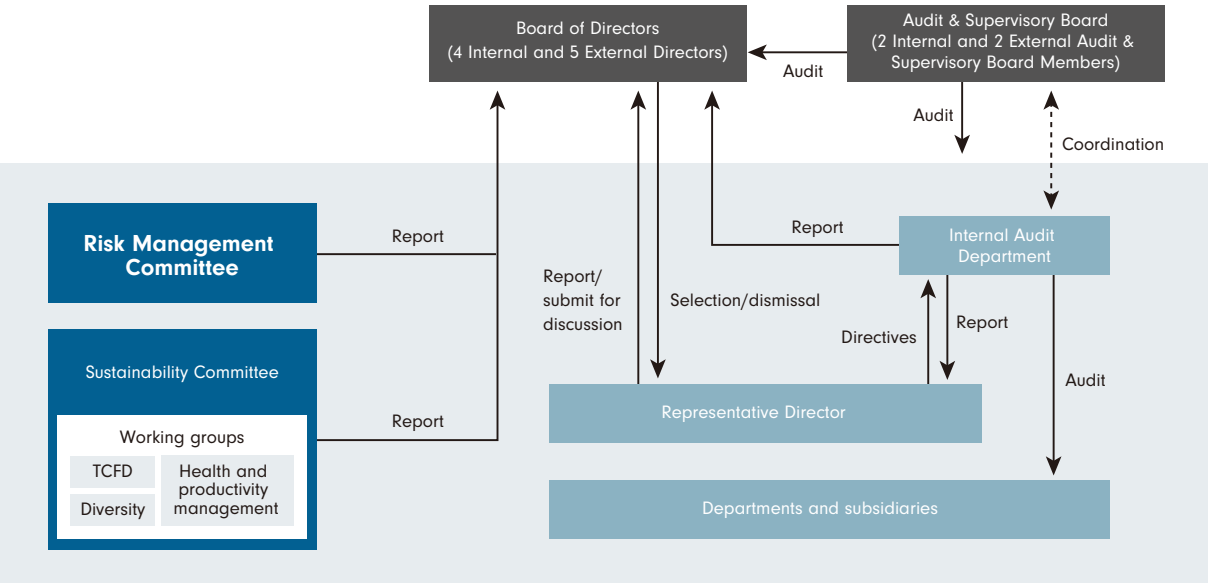 Board of Directors
(4 Internal and 5 External Directors)
Audit & Supervisory Board
(2 Internal and 2 External Audit &
Supervisory Board Members)
Audit
Audit
Coordination
Risk Management
Committee
Report
Report
Internal Audit
Department
Report/
submit for
discussion
Selection/dismissal
Directives
Report
Audit
Sustainability Committee
Report
Representative Director
Working groups
TCFD
Diversity
Health and
productivity
management
Departments and subsidiaries